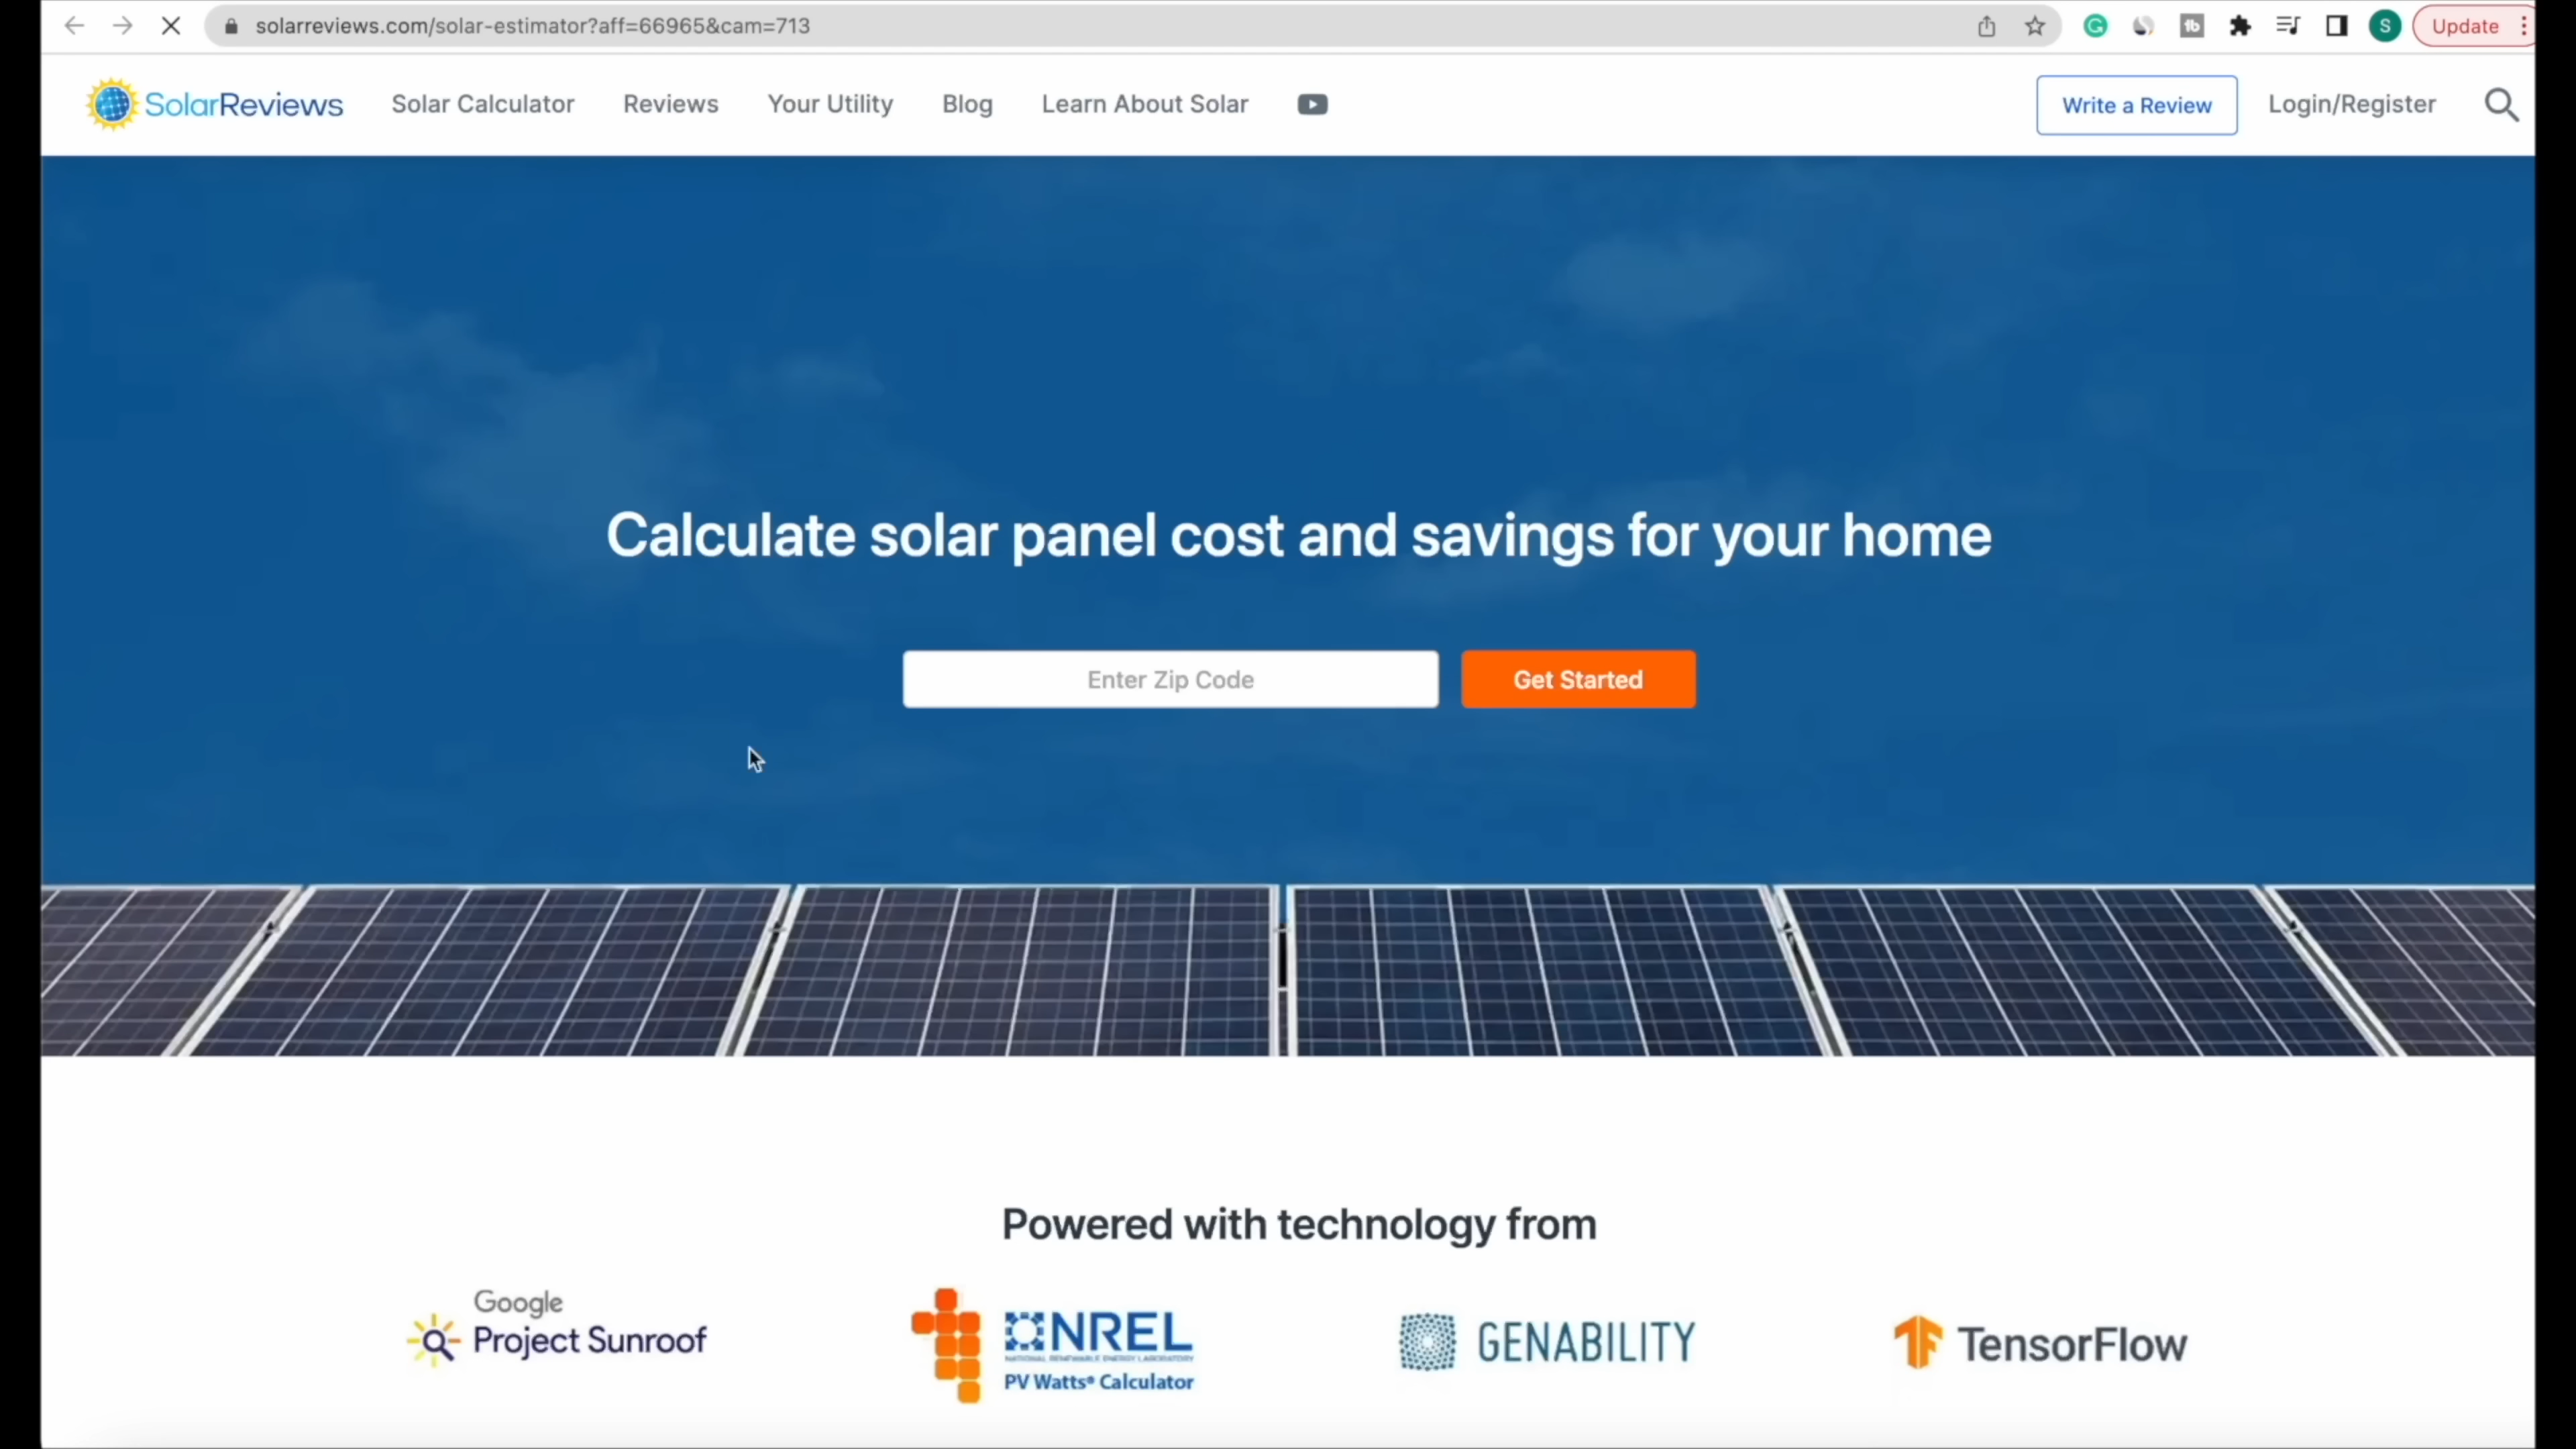 solarreviews.com/solar-estimator?aff=66965&cam=713
S
Update
SolarReviews
Solar Calculator
Reviews
Your Utility
Blog
Learn About Solar
Write a Review
Login/Register
Calculate solar panel cost and savings for your home
Enter Zip Code
Get Started
Powered with technology from
Google
Project Sunroof
NREL
NATIONAL RENEWABLE ENERGY LABORATORY
PV Watts® Calculator
GENABILITY
TensorFlow